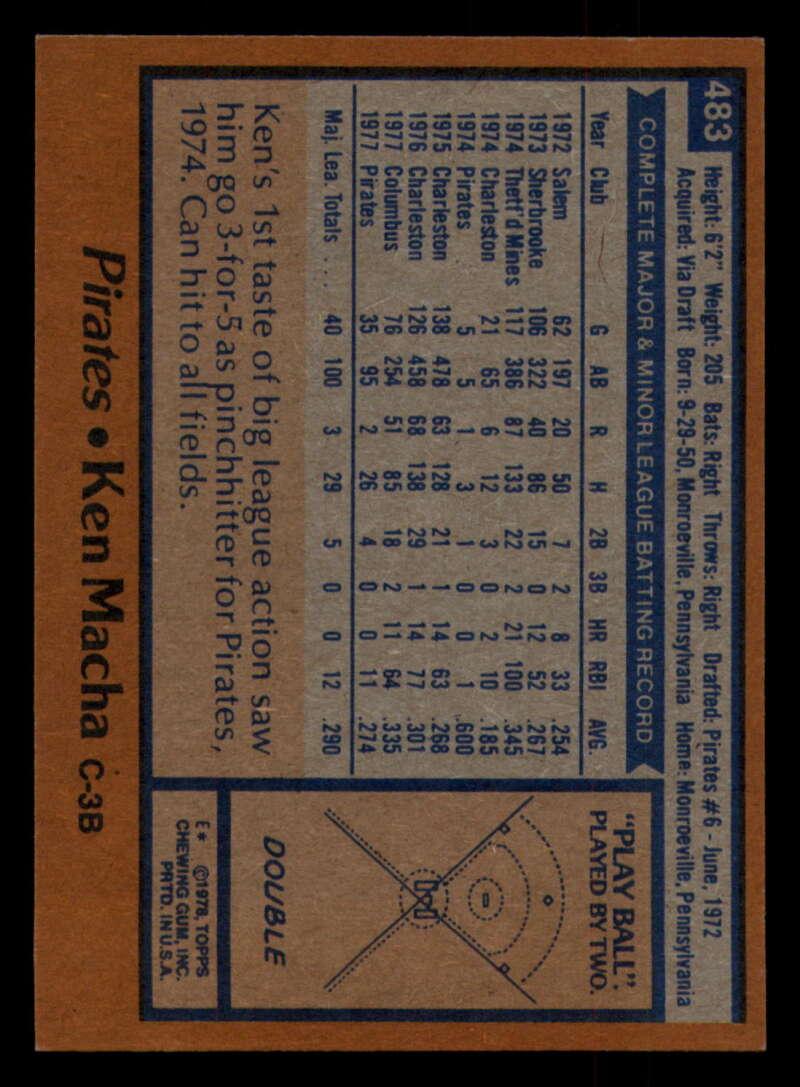 483
Height: 6'2" Weight: 205 Bats: Right Throws: Right Drafted: Pirates #6 - June, 1972
Acquired: Via Draft Born: 9-29-50, Monroeville, Pennsylvania Home: Monroeville, Pennsylvania
COMPLETE MAJOR & MINOR LEAGUE BATTING RECORD
Year Club G AB R H 2B 3B HR RBI AVG.
1972 Salem 62 197 20 50 7 2 8 33 .254
1973 Sherbrooke 106 322 40 86 15 0 12 52 .267
1974 Thetf'd Mines 117 386 87 133 22 2 21 100 .345
1974 Charleston 21 65 6 12 3 0 2 10 .185
1974 Pirates 5 5 1 3 1 0 0 1 .600
1975 Charleston 138 478 63 128 21 1 14 63 .268
1976 Charleston 126 458 68 138 29 1 14 77 .301
1977 Columbus 76 254 51 85 18 2 11 64 .335
1977 Pirates 35 95 2 26 4 0 0 11 .274
Maj. Lea. Totals . . . 40 100 3 29 5 0 0 12 .290
Ken's 1st taste of big league action saw
him go 3-for-5 as pinchhitter for Pirates,
1974. Can hit to all fields.
"PLAY BALL".
PLAYED BY TWO.
DOUBLE
E* ©1978, TOPPS
CHEWING GUM, INC.
PRTD. IN U.S.A.
Pirates • Ken Macha C-3B